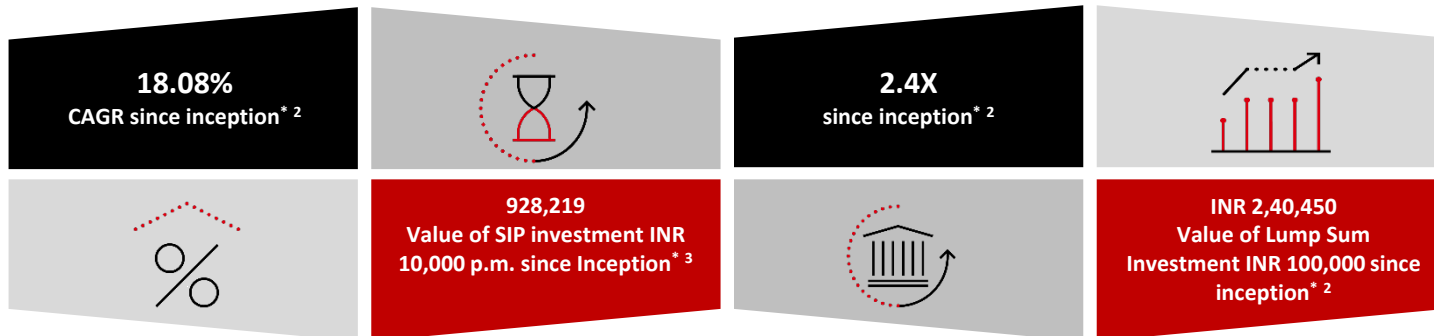 18.08%
CAGR since inception* 2
2.4X
since inception* 2
928,219
Value of SIP investment INR
10,000 p.m. since Inception* 3
INR 2,40,450
Value of Lump Sum
Investment INR 100,000 since
inception* 2